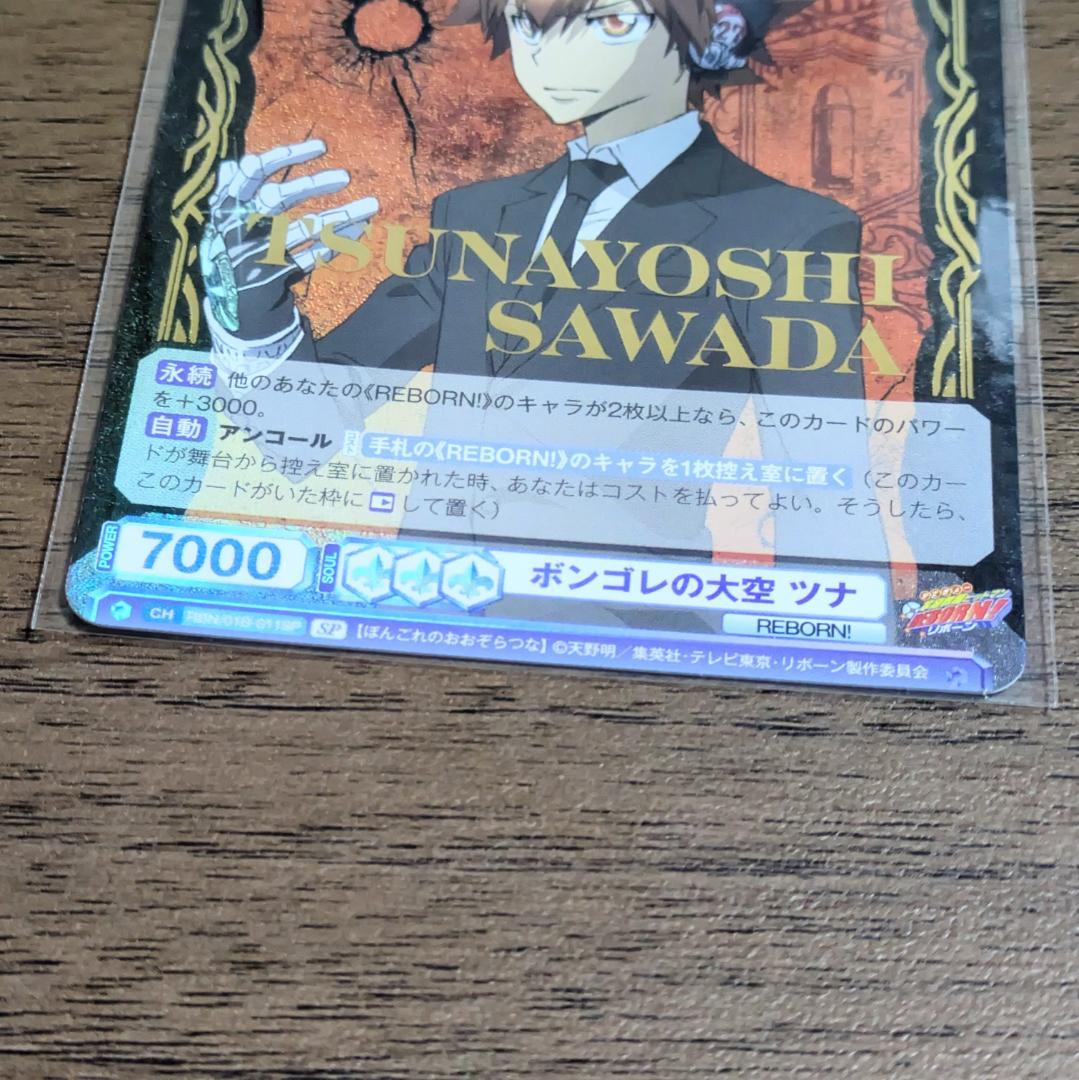 TSUNAYOSHI
SAWADA
永続 他のあなたの《REBORN!》のキャラが2枚以上なら、このカードのパワー
を+3000。
自動 アンコール [手札の《REBORN!》のキャラを1枚控え室に置く]（このカー
ドが舞台から控え室に置かれた時、あなたはコストを払ってよい。そうしたら、
このカードがいた枠に して置く）
POWER 7000 SOUL ボンゴレの大空 ツナ
REBORN!
REBORN!
リボーン
CH SP 【ぼんごれのおおぞらつな】 ©天野明／集英社・テレビ東京・リボーン製作委員会